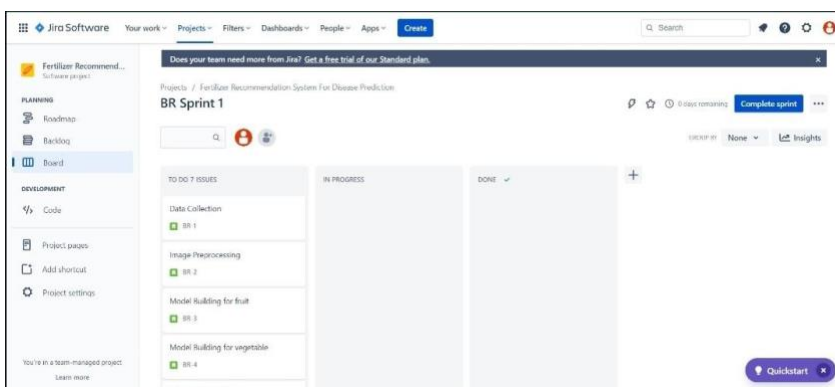 Jira Software Your work Projects Filters Dashboards People Apps Create Search
Does your team need more from Jira? Get a free trial of our Standard plan.
Fertilizer Recommend...
Software project
PLANNING
Roadmap
Backlog
Board
DEVELOPMENT
Code
Project pages
Add shortcut
Project settings
You're in a team-managed project
Learn more
Projects / Fertilizer Recommendation System For Disease Prediction
BR Sprint 1
0 days remaining Complete sprint
GROUP BY None Insights
TO DO 7 ISSUES
Data Collection
BR-1
Image Preprocessing
BR-2
Model Building for fruit
BR-3
Model Building for vegetable
BR-4
IN PROGRESS
DONE
Quickstart